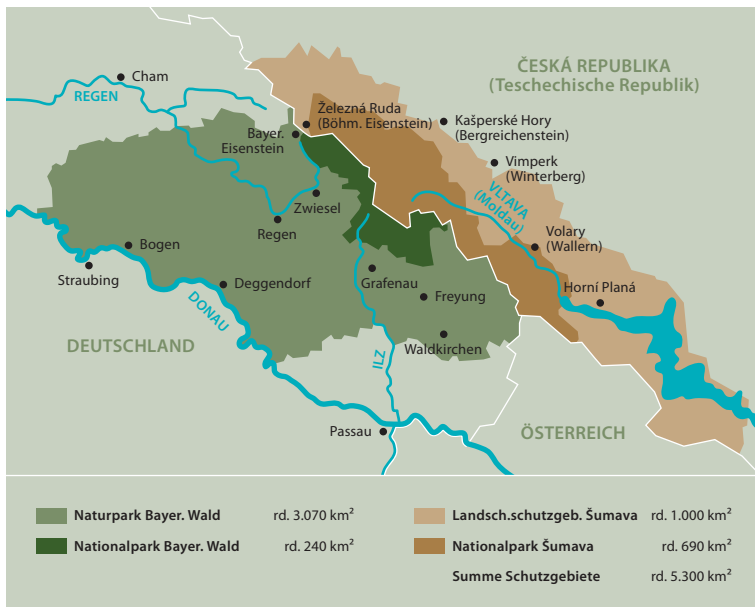 Cham
REGEN
ČESKÁ REPUBLIKA
(Teschechische Republik)
Železná Ruda
(Böhm. Eisenstein)
Kašperské Hory
(Bergreichenstein)
Bayer.
Eisenstein
Vimperk
(Winterberg)
VLTAVA
(Moldau)
Zwiesel
Regen
Volary
(Wallern)
Bogen
Straubing
Deggendorf
Grafenau
Freyung
Horní Planá
DONAU
DEUTSCHLAND
Waldkirchen
ILZ
Passau
ÖSTERREICH
Naturpark Bayer. Wald rd. 3.070 km²
Nationalpark Bayer. Wald rd. 240 km²
Landsch.schutzgeb. Šumava rd. 1.000 km²
Nationalpark Šumava rd. 690 km²
Summe Schutzgebiete rd. 5.300 km²